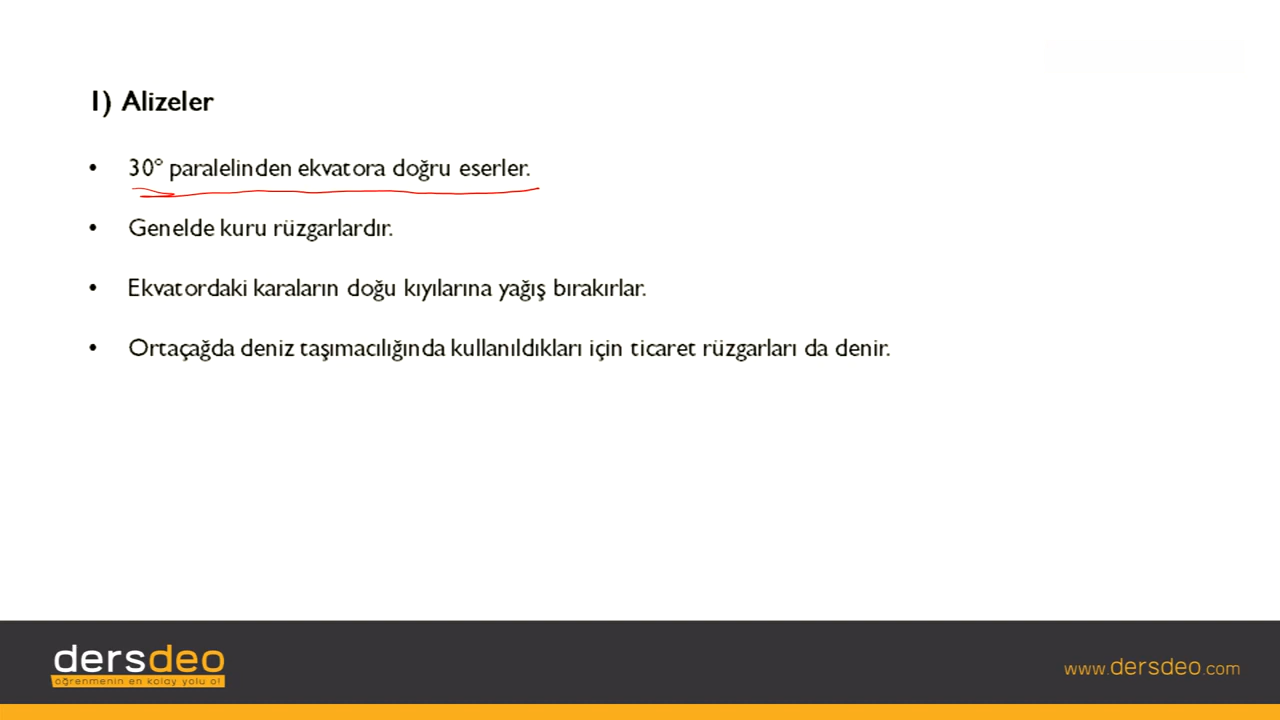 1) Alizeler
• 30° paralelinden ekvatora doğru eserler.
• Genelde kuru rüzgarlardır.
• Ekvatordaki karaların doğu kıyılarına yağış bırakırlar.
• Ortaçağda deniz taşımacılığında kullanıldıkları için ticaret rüzgarları da denir.
dersdeo
öğrenmenin en kolay yolu o!
www.dersdeo.com